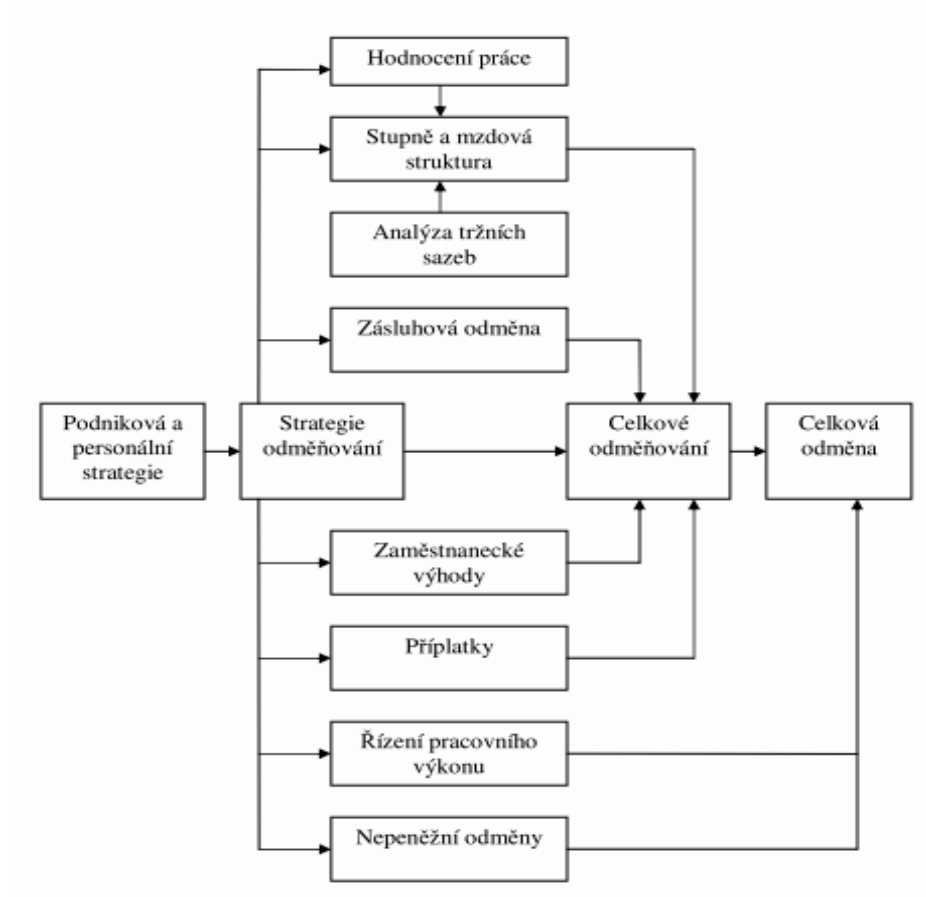 Hodnocení práce
Stupně a mzdová
struktura
Analýza tržních
sazeb
Zásluhová odměna
Podniková a
personální
strategie
Strategie
odměňování
Celkové
odměňování
Celková
odměna
Zaměstnanecké
výhody
Příplatky
Řízení pracovního
výkonu
Nepeněžní odměny